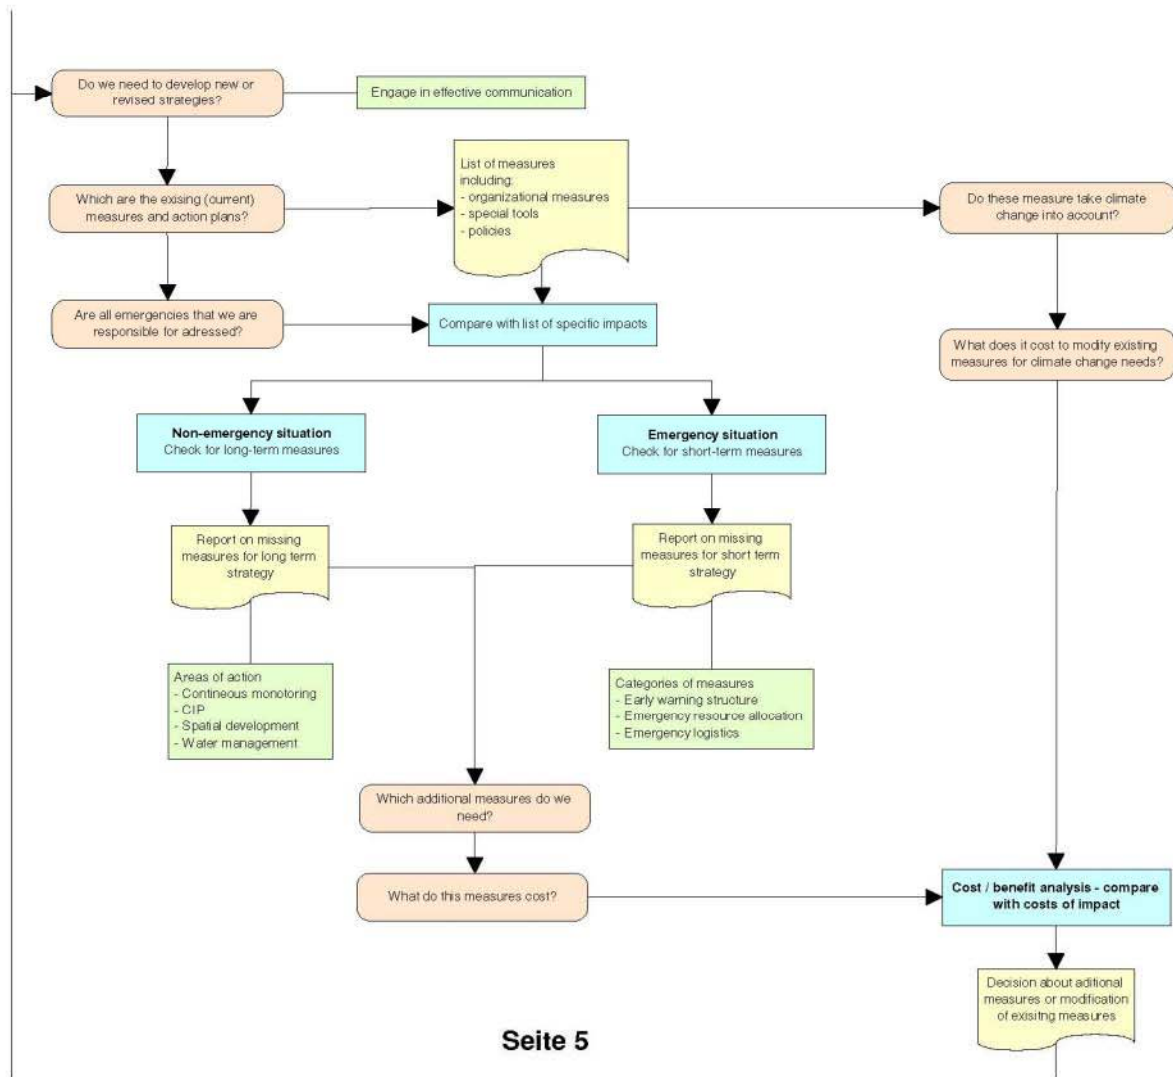 Do we need to develop new or
revised strategies?
Engage in effective communication
List of measures
including:
- organizational measures
- special tools
- policies
Which are the exising (current)
measures and action plans?
Do these measure take climate
change into account?
Are all emergencies that we are
responsible for adressed?
Compare with list of specific impacts
What does it cost to modify existing
measures for climate change needs?
Non-emergency situation
Check for long-term measures
Emergency situation
Check for short-term measures
Report on missing
measures for long term
strategy
Report on missing
measures for short term
strategy
Areas of action
- Contineous monotoring
- CIP
- Spatial development
- Water management
Categories of measures
- Early warning structure
- Emergency resource allocation
- Emergency logistics
Which additional measures do we
need?
What do this measures cost?
Cost / benefit analysis - compare
with costs of impact
Decision about aditional
measures or modification
of exisitng measures
Seite 5